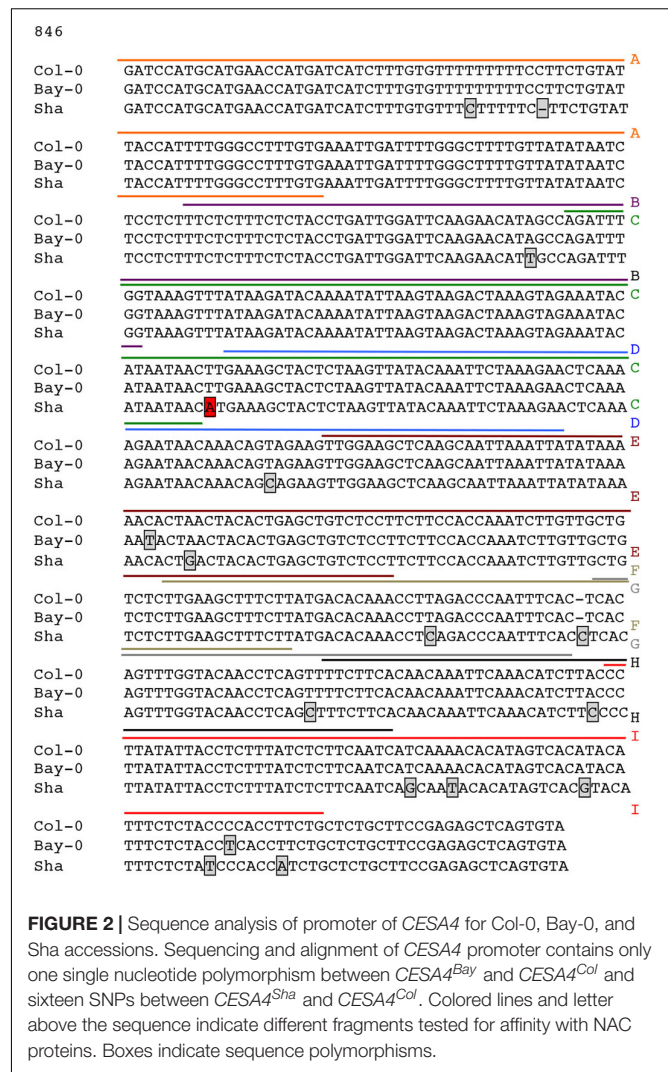 846
A
Col-0 GATCCATGCATGAACCATGATCATCTTTGTGTTTTTTTTTCCTTCTGTAT
Bay-0 GATCCATGCATGAACCATGATCATCTTTGTGTTTTTTTTTCCTTCTGTAT
Sha GATCCATGCATGAACCATGATCATCTTTGTGTTTCTTTTTC-TTCTGTAT
A
Col-0 TACCATTTTGGGCCTTTGTGAAATTGATTTTGGGCTTTTGTTATATAATC
Bay-0 TACCATTTTGGGCCTTTGTGAAATTGATTTTGGGCTTTTGTTATATAATC
Sha TACCATTTTGGGCCTTTGTGAAATTGATTTTGGGCTTTTGTTATATAATC
B
Col-0 TCCTCTTTCTCTTTCTCTACCTGATTGGATTCAAGAACATAGCCAGATTT C
Bay-0 TCCTCTTTCTCTTTCTCTACCTGATTGGATTCAAGAACATAGCCAGATTT
Sha TCCTCTTTCTCTTTCTCTACCTGATTGGATTCAAGAACATTGCCAGATTT
B
Col-0 GGTAAAGTTTATAAGATACAAAATATTAAGTAAGACTAAAGTAGAAATAC C
Bay-0 GGTAAAGTTTATAAGATACAAAATATTAAGTAAGACTAAAGTAGAAATAC
Sha GGTAAAGTTTATAAGATACAAAATATTAAGTAAGACTAAAGTAGAAATAC
D
Col-0 ATAATAACTTGAAAGCTACTCTAAGTTATACAAATTCTAAAGAACTCAAA C
Bay-0 ATAATAACTTGAAAGCTACTCTAAGTTATACAAATTCTAAAGAACTCAAA
Sha ATAATAACATGAAAGCTACTCTAAGTTATACAAATTCTAAAGAACTCAAA C
D
Col-0 AGAATAACAAACAGTAGAAGTTGGAAGCTCAAGCAATTAAATTATATAAA E
Bay-0 AGAATAACAAACAGTAGAAGTTGGAAGCTCAAGCAATTAAATTATATAAA
Sha AGAATAACAAACAGCAGAAGTTGGAAGCTCAAGCAATTAAATTATATAAA
E
Col-0 AACACTAACTACACTGAGCTGTCTCCTTCTTCCACCAAATCTTGTTGCTG
Bay-0 AATACTAACTACACTGAGCTGTCTCCTTCTTCCACCAAATCTTGTTGCTG
Sha AACACTGACTACACTGAGCTGTCTCCTTCTTCCACCAAATCTTGTTGCTG E
F
G
Col-0 TCTCTTGAAGCTTTCTTATGACACAAACCTTAGACCCAATTTCAC-TCAC
Bay-0 TCTCTTGAAGCTTTCTTATGACACAAACCTTAGACCCAATTTCAC-TCAC
Sha TCTCTTGAAGCTTTCTTATGACACAAACCTCAGACCCAATTTCACCTCAC F
G
H
Col-0 AGTTTGGTACAACCTCAGTTTTCTTCACAACAAATTCAAACATCTTACCC
Bay-0 AGTTTGGTACAACCTCAGTTTTCTTCACAACAAATTCAAACATCTTACCC
Sha AGTTTGGTACAACCTCAGCTTTCTTCACAACAAATTCAAACATCTTCCCC H
I
Col-0 TTATATTACCTCTTTATCTCTTCAATCATCAAAACACATAGTCACATACA
Bay-0 TTATATTACCTCTTTATCTCTTCAATCATCAAAACACATAGTCACATACA
Sha TTATATTACCTCTTTATCTCTTCAATCAGCAATACACATAGTCACGTACA
I
Col-0 TTTCTCTACCCCACCTTCTGCTCTGCTTCCGAGAGCTCAGTGTA
Bay-0 TTTCTCTACCTCACCTTCTGCTCTGCTTCCGAGAGCTCAGTGTA
Sha TTTCTCTATCCCACCATCTGCTCTGCTTCCGAGAGCTCAGTGTA
FIGURE 2 | Sequence analysis of promoter of CESA4 for Col-0, Bay-0, and
Sha accessions. Sequencing and alignment of CESA4 promoter contains only
one single nucleotide polymorphism between CESA4Bay and CESA4Col and
sixteen SNPs between CESA4Sha and CESA4Col. Colored lines and letter
above the sequence indicate different fragments tested for affinity with NAC
proteins. Boxes indicate sequence polymorphisms.